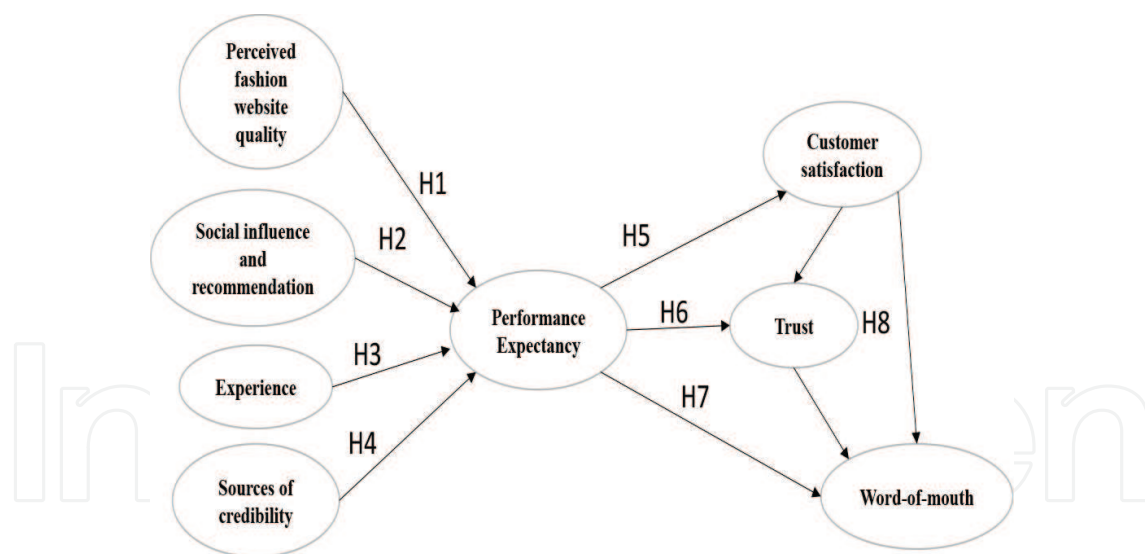 Perceived
fashion
website
quality
H1
Social influence
and
recommendation
H2
Experience
H3
Sources of
credibility
H4
Performance
Expectancy
H5
H6
H7
Customer
satisfaction
Trust
H8
Word-of-mouth